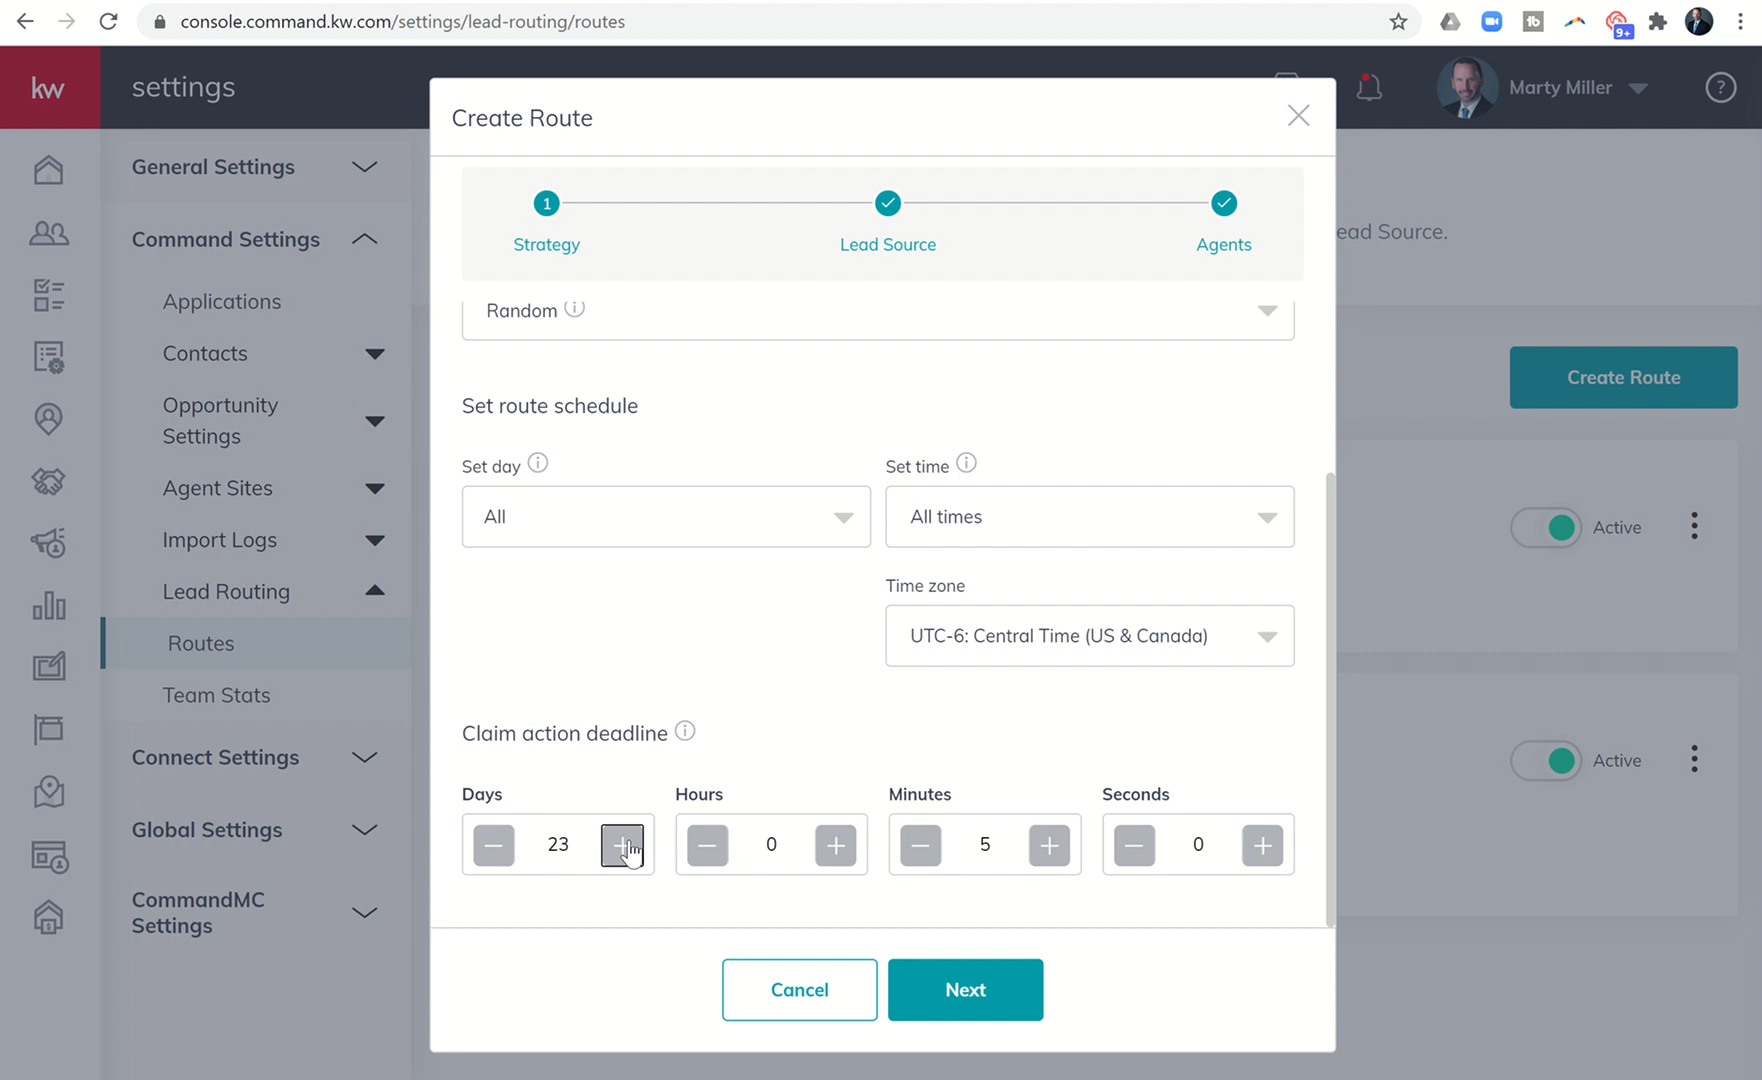 console.command.kw.com/settings/lead-routing/routes
9+
kw
settings
Marty Miller
?
Create Route
General Settings
Command Settings
Applications
Contacts
Opportunity
Settings
Agent Sites
Import Logs
Lead Routing
Routes
Team Stats
Connect Settings
Global Settings
CommandMC
Settings
1
Strategy
Lead Source
Agents
ead Source.
Random
Create Route
Set route schedule
Set day
Set time
All
All times
Active
Time zone
UTC-6: Central Time (US & Canada)
Claim action deadline
Active
Days
Hours
Minutes
Seconds
23
0
5
0
Cancel
Next